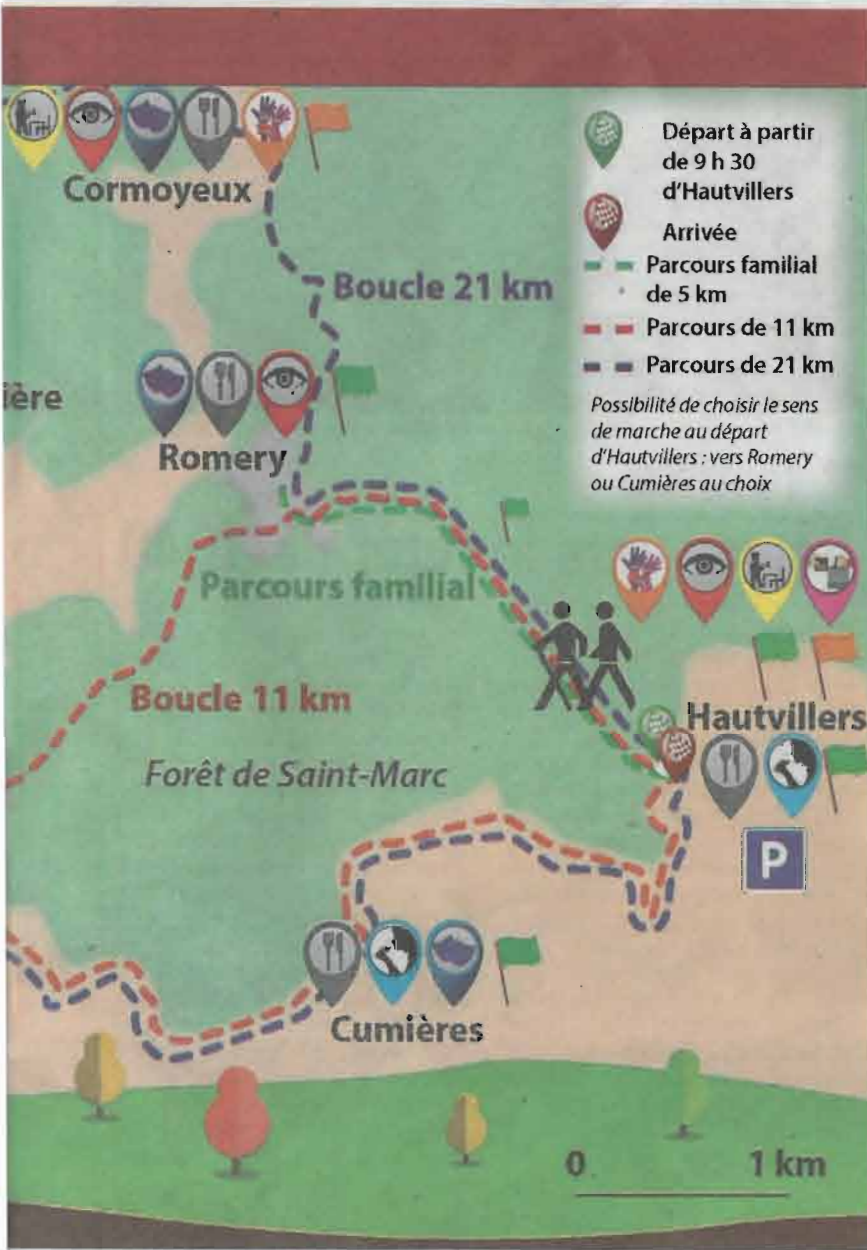 Cormoyeux
Départ à partir
de 9 h 30
d'Hautvillers
Arrivée
Parcours familial
de 5 km
Parcours de 11 km
Parcours de 21 km
Possibilité de choisir le sens
de marche au départ
d'Hautvillers : vers Romery
ou Cumières au choix
Boucle 21 km
ière
Romery
Parcours familial
Boucle 11 km
Hautvillers
Forêt de Saint-Marc
P
Cumières
0 1 km